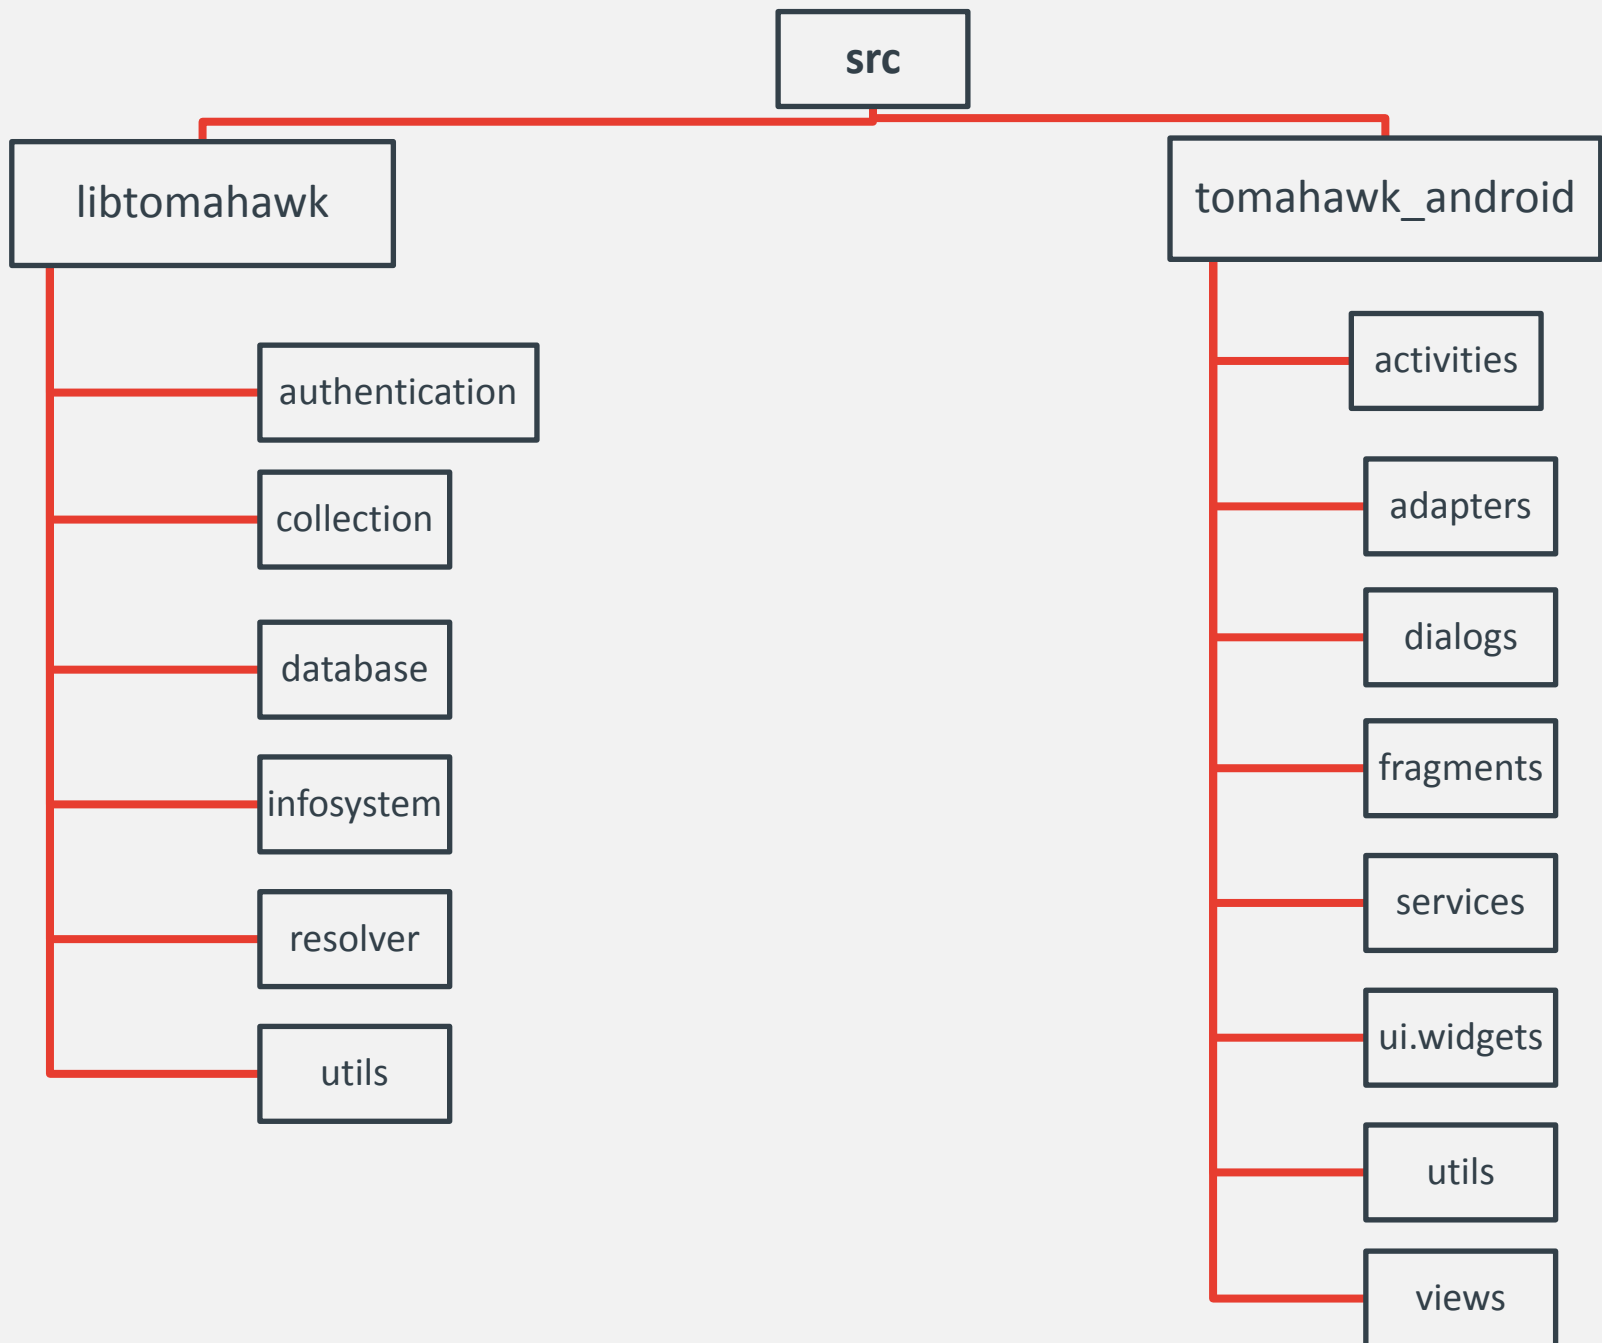 src
libtomahawk
authentication
collection
database
infosystem
resolver
utils
tomahawk_android
activities
adapters
dialogs
fragments
services
ui.widgets
utils
views